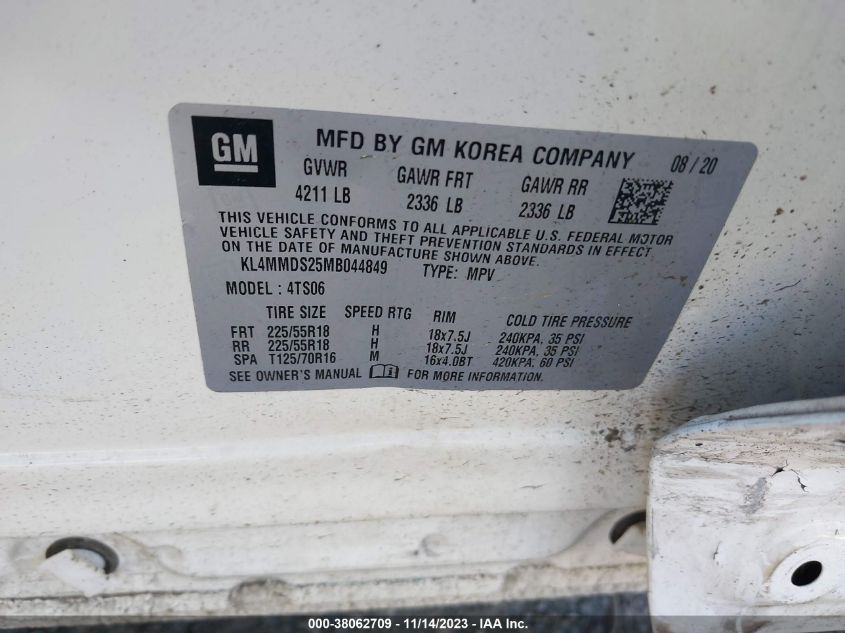 GM
MFD BY GM KOREA COMPANY 08 / 20
GVWR GAWR FRT GAWR RR
4211 LB 2336 LB 2336 LB
THIS VEHICLE CONFORMS TO ALL APPLICABLE U.S. FEDERAL MOTOR
VEHICLE SAFETY AND THEFT PREVENTION STANDARDS IN EFFECT
ON THE DATE OF MANUFACTURE SHOWN ABOVE.
KL4MMDS25MB044849 TYPE: MPV
MODEL : 4TS06
TIRE SIZE SPEED RTG RIM COLD TIRE PRESSURE
FRT 225/55R18 H 18x7.5J 240KPA, 35 PSI
RR 225/55R18 H 18x7.5J 240KPA, 35 PSI
SPA T125/70R16 M 16x4.0BT 420KPA, 60 PSI
SEE OWNER'S MANUAL FOR MORE INFORMATION.
000-38062709 - 11/14/2023 - IAA Inc.